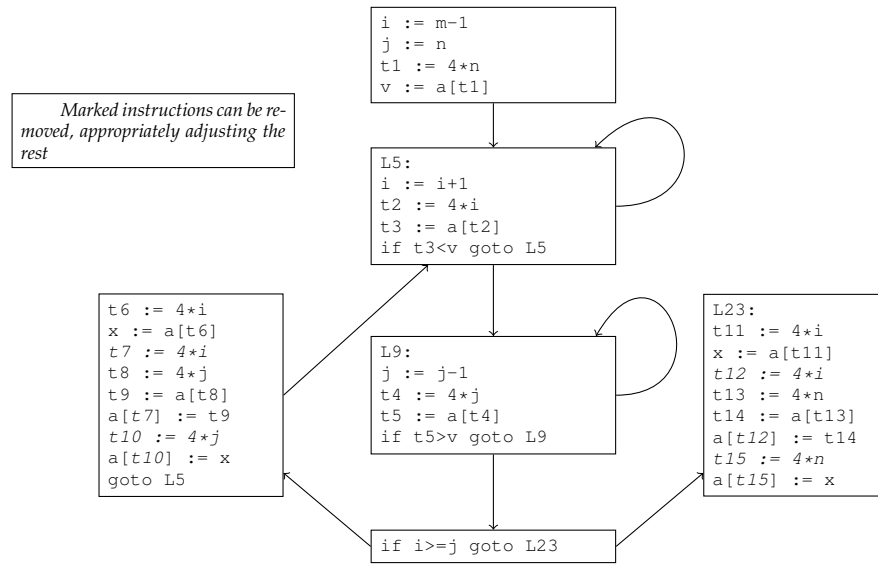 i := m-1
j := n
t1 := 4*n
v := a[t1]
Marked instructions can be re-
moved, appropriately adjusting the
rest
L5:
i := i+1
t2 := 4*i
t3 := a[t2]
if t3<v goto L5
t6 := 4*i
x := a[t6]
t7 := 4*i
t8 := 4*j
t9 := a[t8]
a[t7] := t9
t10 := 4*j
a[t10] := x
goto L5
L9:
j := j-1
t4 := 4*j
t5 := a[t4]
if t5>v goto L9
L23:
t11 := 4*i
x := a[t11]
t12 := 4*i
t13 := 4*n
t14 := a[t13]
a[t12] := t14
t15 := 4*n
a[t15] := x
if i>=j goto L23